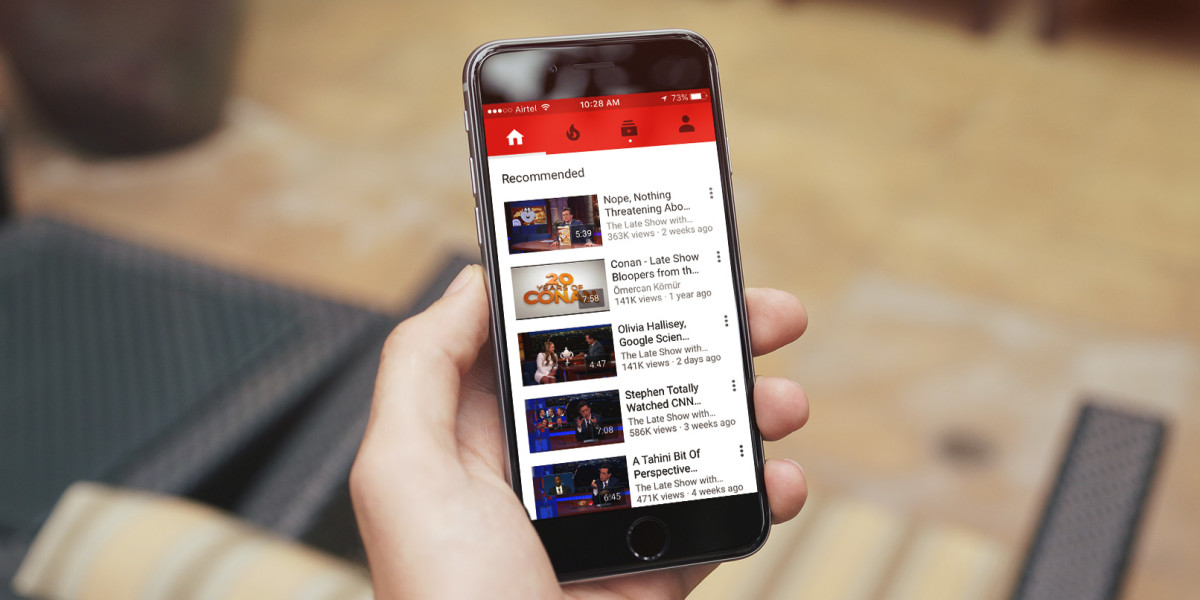 Airtel 10:28 AM 73%
Recommended
Nope, Nothing
Threatening Abo...
The Late Show with...
363K views · 2 weeks ago
5:39
Conan - Late Show
Bloopers from th...
Ömercan Kömür
141K views · 1 year ago
20
YEARS OF
CONAN
7:58
Olivia Hallisey,
Google Scien...
The Late Show with...
141K views · 2 days ago
4:47
Stephen Totally
Watched CNN...
The Late Show with...
586K views · 3 weeks ago
7:08
A Tahini Bit Of
Perspective...
The Late Show with...
471K views · 4 weeks ago
6:45